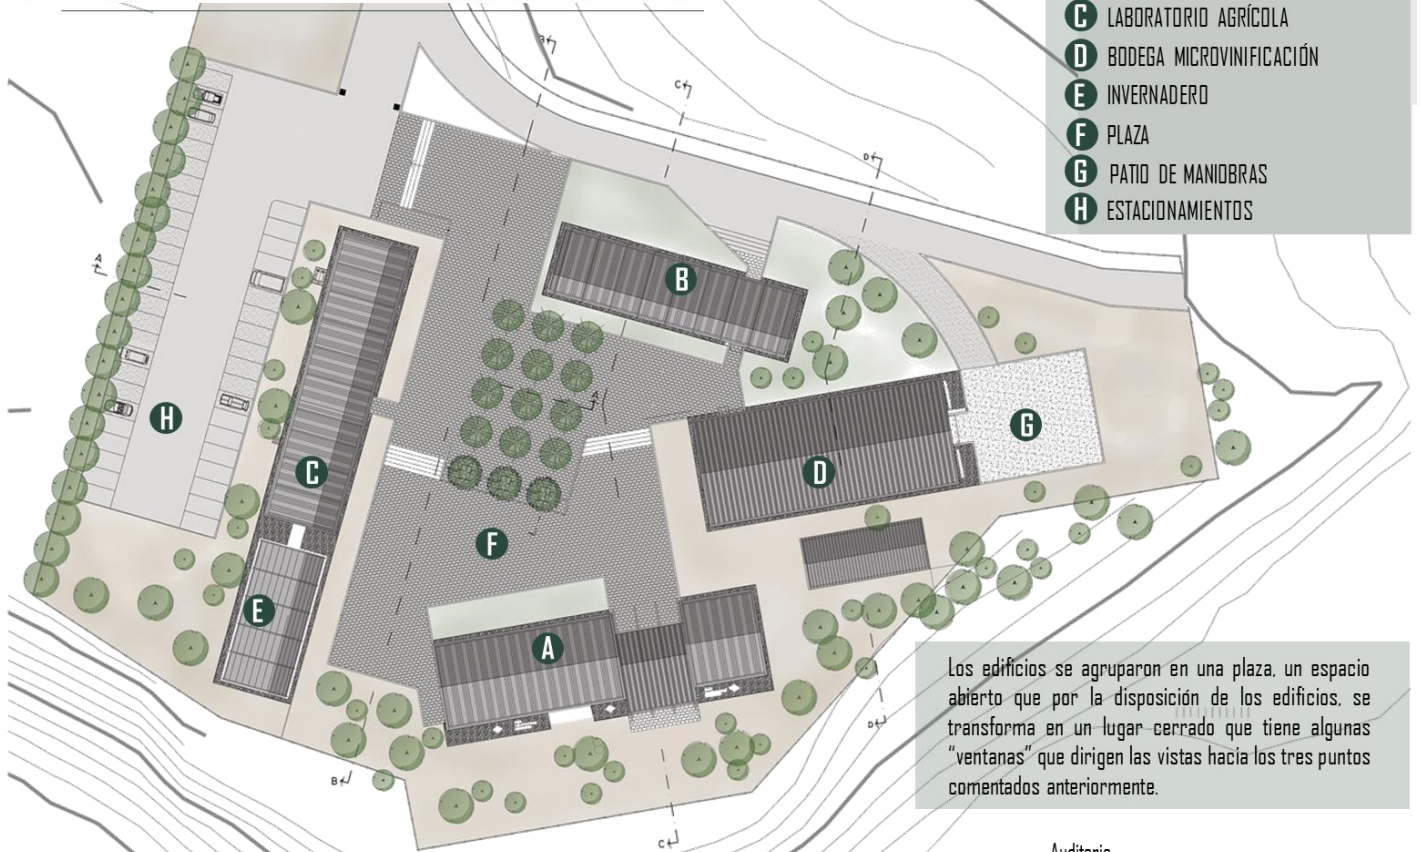 C LABORATORIO AGRÍCOLA
D BODEGA MICROVINIFICACIÓN
E INVERNADERO
F PLAZA
G PATIO DE MANIOBRAS
H ESTACIONAMIENTOS
B
C
D
A
B
A
H
G
C
D
F
E
A
D
B
C
Los edificios se agruparon en una plaza, un espacio
abierto que por la disposición de los edificios, se
transforma en un lugar cerrado que tiene algunas
“ventanas” que dirigen las vistas hacia los tres puntos
comentados anteriormente.
Auditorio